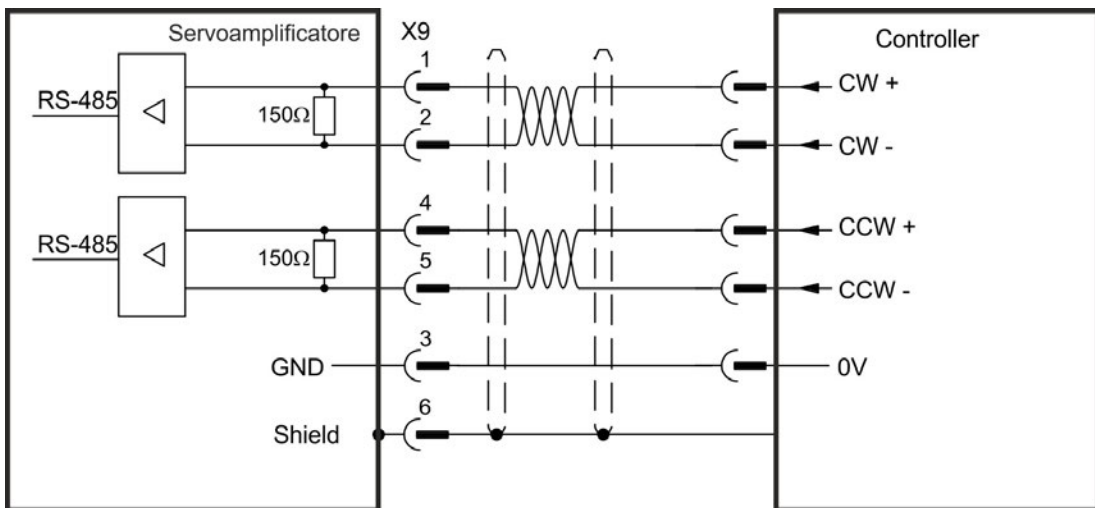 Servoamplificatore
X9
Controller
1
RS-485
150Ω
CW +
2
CW -
4
RS-485
150Ω
CCW +
5
CCW -
3
GND
0V
6
Shield